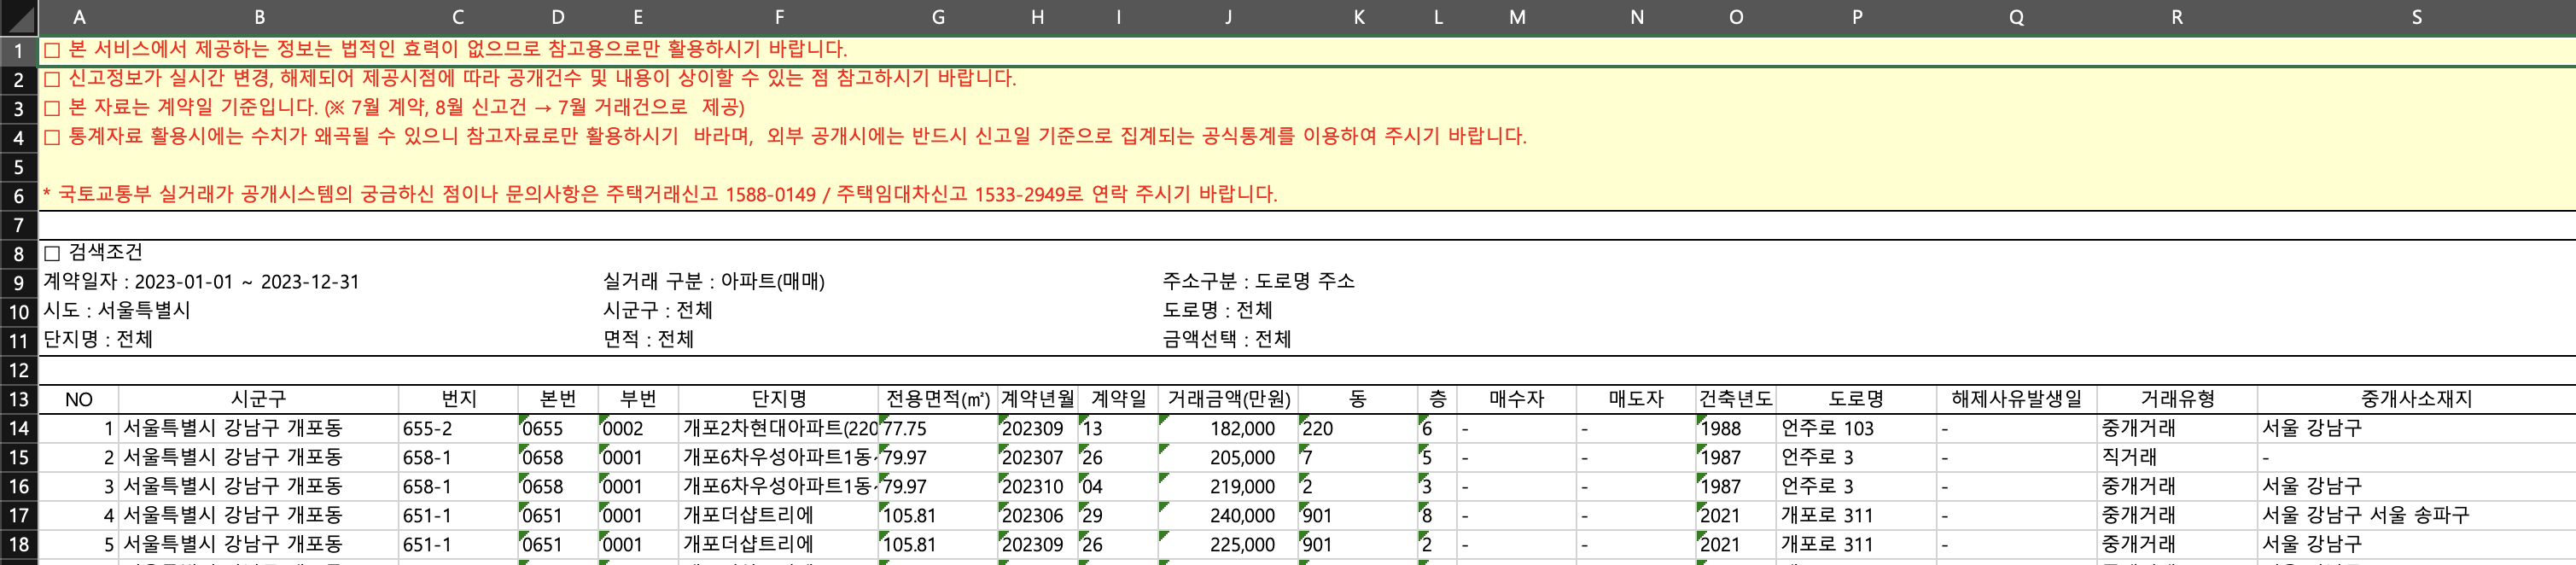 A B C D E F G H I J K L M N O P Q R S
1 □ 본 서비스에서 제공하는 정보는 법적인 효력이 없으므로 참고용으로만 활용하시기 바랍니다.
2 □ 신고정보가 실시간 변경, 해제되어 제공시점에 따라 공개건수 및 내용이 상이할 수 있는 점 참고하시기 바랍니다.
3 □ 본 자료는 계약일 기준입니다. (※ 7월 계약, 8월 신고건 → 7월 거래건으로 제공)
4 □ 통계자료 활용시에는 수치가 왜곡될 수 있으니 참고자료로만 활용하시기 바라며, 외부 공개시에는 반드시 신고일 기준으로 집계되는 공식통계를 이용하여 주시기 바랍니다.
5
6 * 국토교통부 실거래가 공개시스템의 궁금하신 점이나 문의사항은 주택거래신고 1588-0149 / 주택임대차신고 1533-2949로 연락 주시기 바랍니다.
7
8 □ 검색조건
9 계약일자 : 2023-01-01 ~ 2023-12-31 실거래 구분 : 아파트(매매) 주소구분 : 도로명 주소
10 시도 : 서울특별시 시군구 : 전체 도로명 : 전체
11 단지명 : 전체 면적 : 전체 금액선택 : 전체
12
13 NO 시군구 번지 본번 부번 단지명 전용면적(㎡) 계약년월 계약일 거래금액(만원) 동 층 매수자 매도자 건축년도 도로명 해제사유발생일 거래유형 중개사소재지
14 1 서울특별시 강남구 개포동 655-2 0655 0002 개포2차현대아파트(220 77.75 202309 13 182,000 220 6 - - 1988 언주로 103 - 중개거래 서울 강남구
15 2 서울특별시 강남구 개포동 658-1 0658 0001 개포6차우성아파트1동~ 79.97 202307 26 205,000 7 5 - - 1987 언주로 3 - 직거래 -
16 3 서울특별시 강남구 개포동 658-1 0658 0001 개포6차우성아파트1동~ 79.97 202310 04 219,000 2 3 - - 1987 언주로 3 - 중개거래 서울 강남구
17 4 서울특별시 강남구 개포동 651-1 0651 0001 개포더샵트리에 105.81 202306 29 240,000 901 8 - - 2021 개포로 311 - 중개거래 서울 강남구 서울 송파구
18 5 서울특별시 강남구 개포동 651-1 0651 0001 개포더샵트리에 105.81 202309 26 225,000 901 2 - - 2021 개포로 311 - 중개거래 서울 강남구